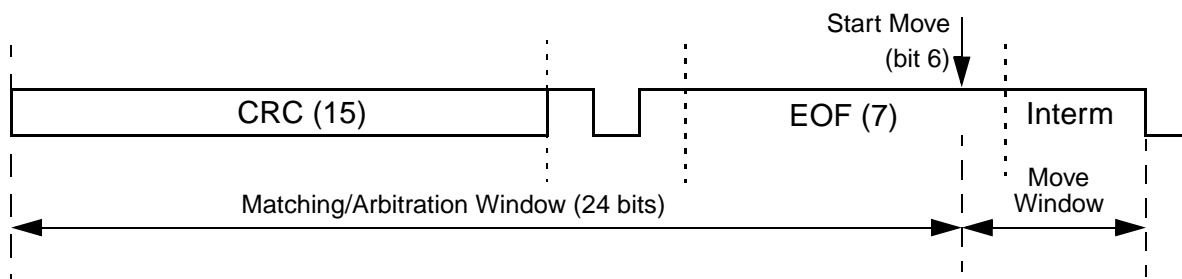 Start Move
(bit 6)
CRC (15)
EOF (7)
Interm
Matching/Arbitration Window (24 bits)
Move
Window